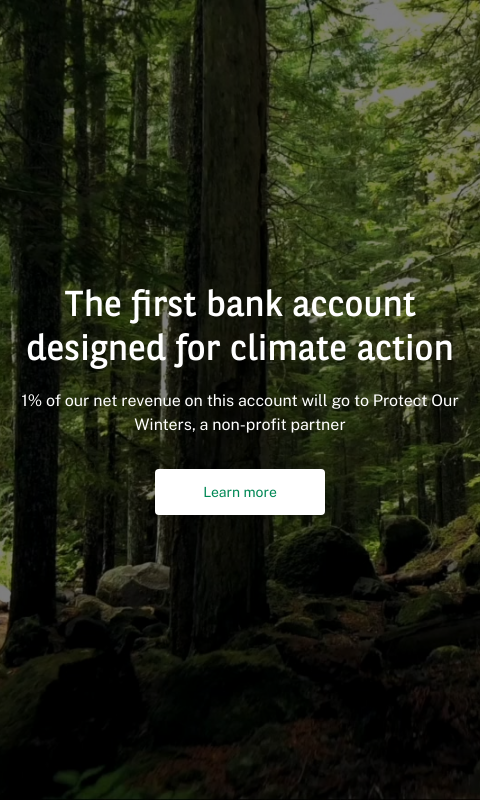 The first bank account
designed for climate action
1% of our net revenue on this account will go to Protect Our
Winters, a non-profit partner
Learn more